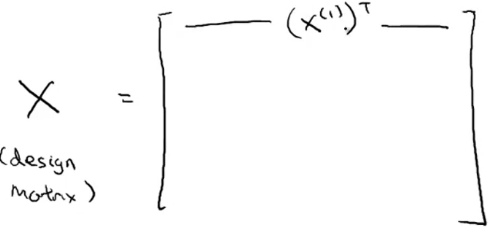 X = [ — (x⁽¹⁾)ᵀ — ]
(design
matrix)